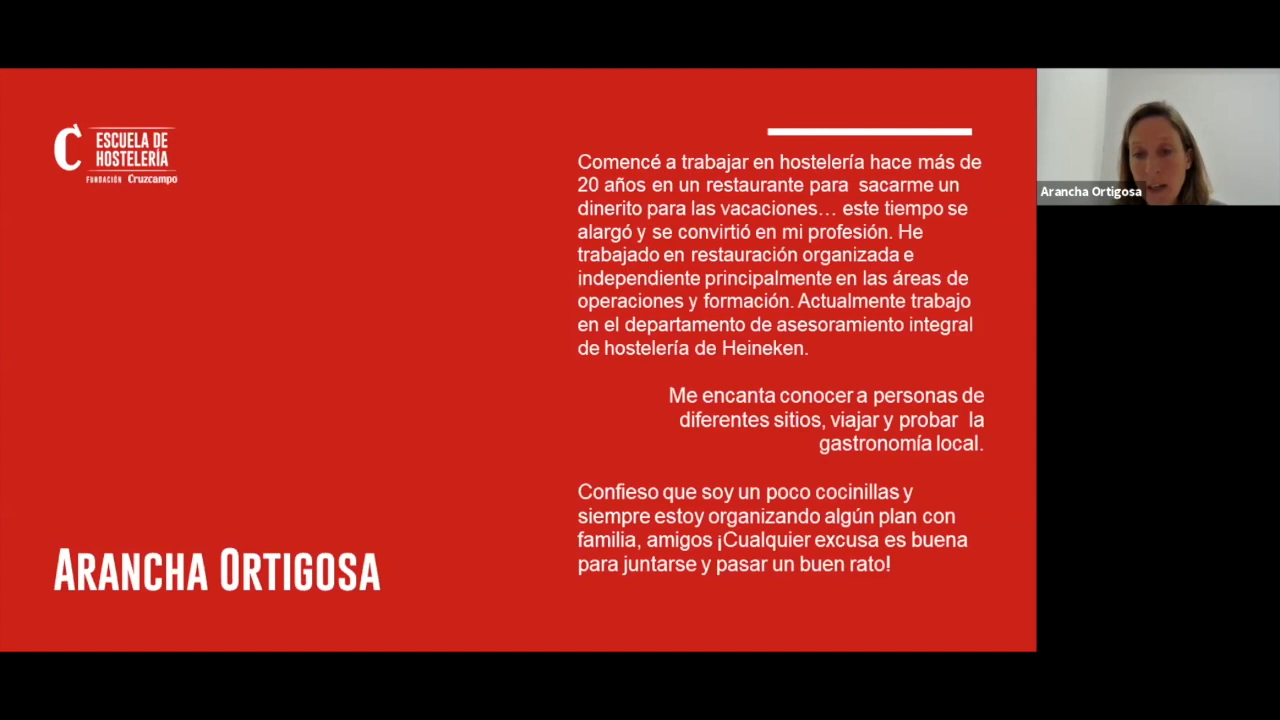 C
ESCUELA DE
HOSTELERÍA
FUNDACIÓN Cruzcampo
Comencé a trabajar en hostelería hace más de
20 años en un restaurante para sacarme un
dinerito para las vacaciones… este tiempo se
alargó y se convirtió en mi profesión. He
trabajado en restauración organizada e
independiente principalmente en las áreas de
operaciones y formación. Actualmente trabajo
en el departamento de asesoramiento integral
de hostelería de Heineken.
Me encanta conocer a personas de
diferentes sitios, viajar y probar la
gastronomía local.
Confieso que soy un poco cocinillas y
siempre estoy organizando algún plan con
familia, amigos ¡Cualquier excusa es buena
para juntarse y pasar un buen rato!
ARANCHA ORTIGOSA
Arancha Ortigosa